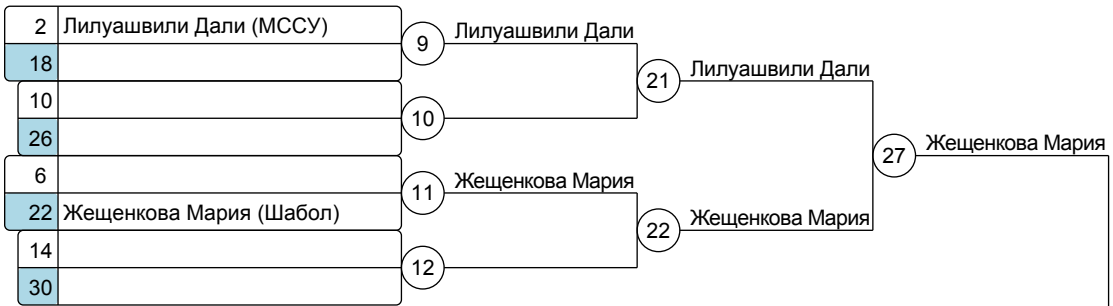 2 Лилуашвили Дали (МССУ)
18
10
26
6
22 Жещенкова Мария (Шабол)
14
30
9 Лилуашвили Дали
10
11 Жещенкова Мария
12
21 Лилуашвили Дали
22 Жещенкова Мария
27 Жещенкова Мария